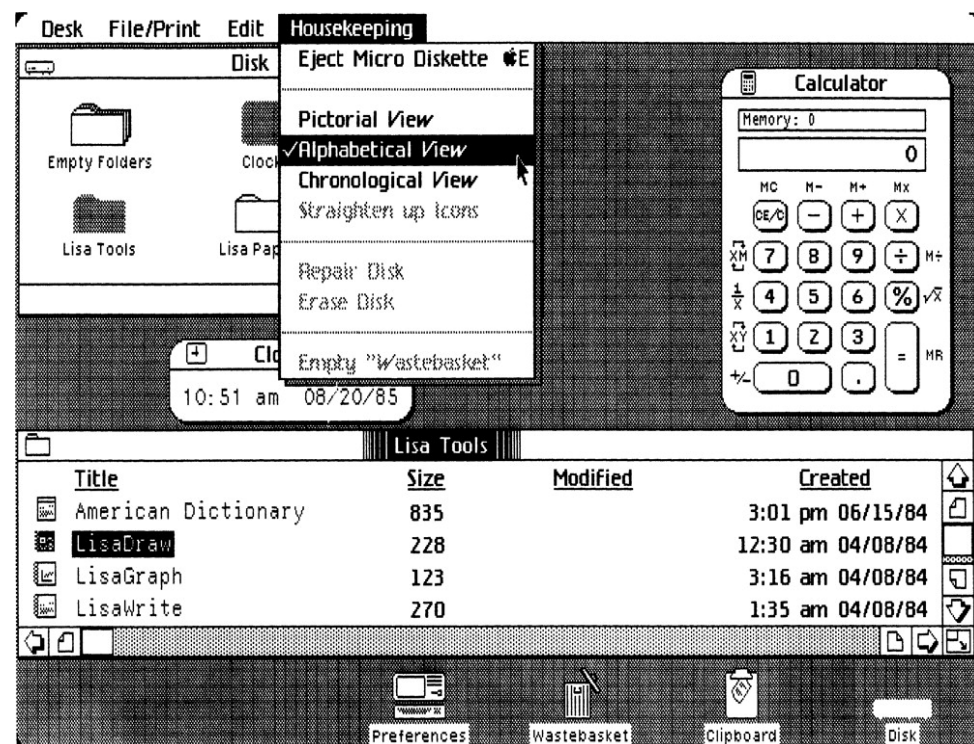 Desk File/Print Edit Housekeeping
Disk
Empty Folders Clock
Lisa Tools Lisa Pap
Eject Micro Diskette E
Pictorial View
✓Alphabetical View
Chronological View
Straighten up Icons
Repair Disk
Erase Disk
Empty "Wastebasket"
Calculator
Memory: 0
0
MC M- M+ Mx
CE/C - + X
XM 7 8 9 ÷ M÷
1/X 4 5 6 % √x
XY 1 2 3 = MR
+/- 0 .
Clo
10:51 am 08/20/85
Lisa Tools
Title Size Modified Created
American Dictionary 835 3:01 pm 06/15/84
LisaDraw 228 12:30 am 04/08/84
LisaGraph 123 3:16 am 04/08/84
LisaWrite 270 1:35 am 04/08/84
Preferences Wastebasket Clipboard Disk